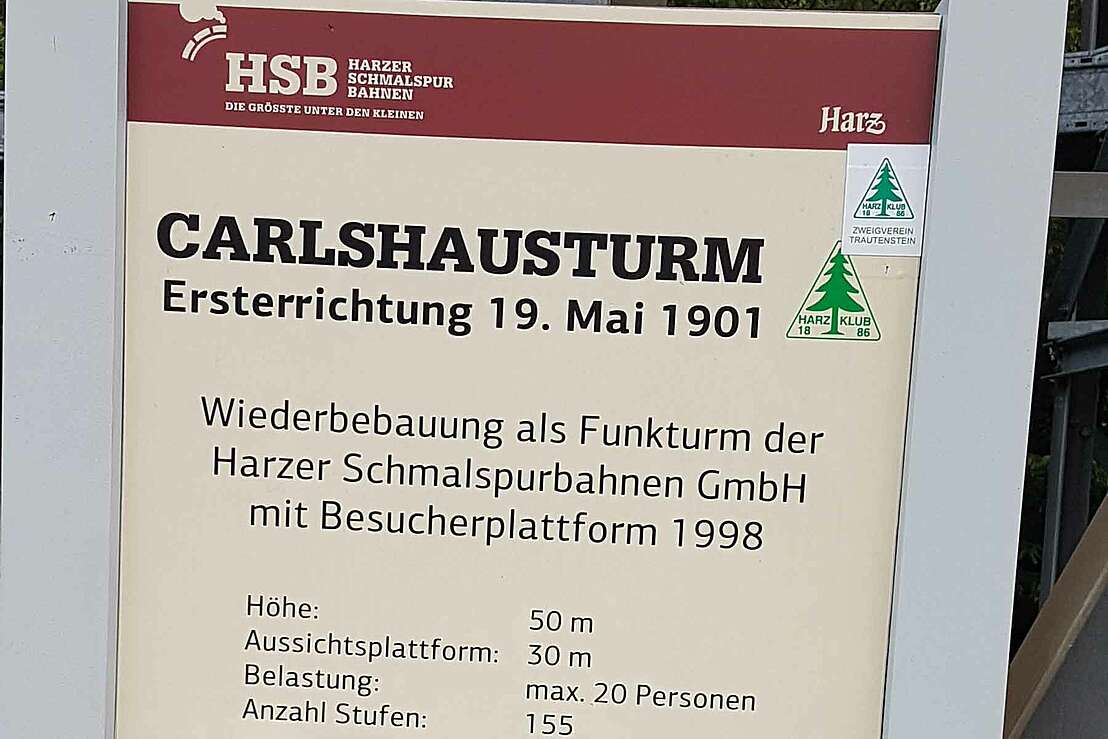 HSB HARZER
SCHMALSPUR
BAHNEN
DIE GRÖSSTE UNTER DEN KLEINEN
Harz
HARZ KLUB
18 86
ZWEIGVEREIN
TRAUTENSTEIN
CARLSHAUSTURM
Ersterrichtung 19. Mai 1901
HARZ KLUB
18 86
Wiederbebauung als Funkturm der
Harzer Schmalspurbahnen GmbH
mit Besucherplattform 1998
Höhe: 50 m
Aussichtsplattform: 30 m
Belastung: max. 20 Personen
Anzahl Stufen: 155